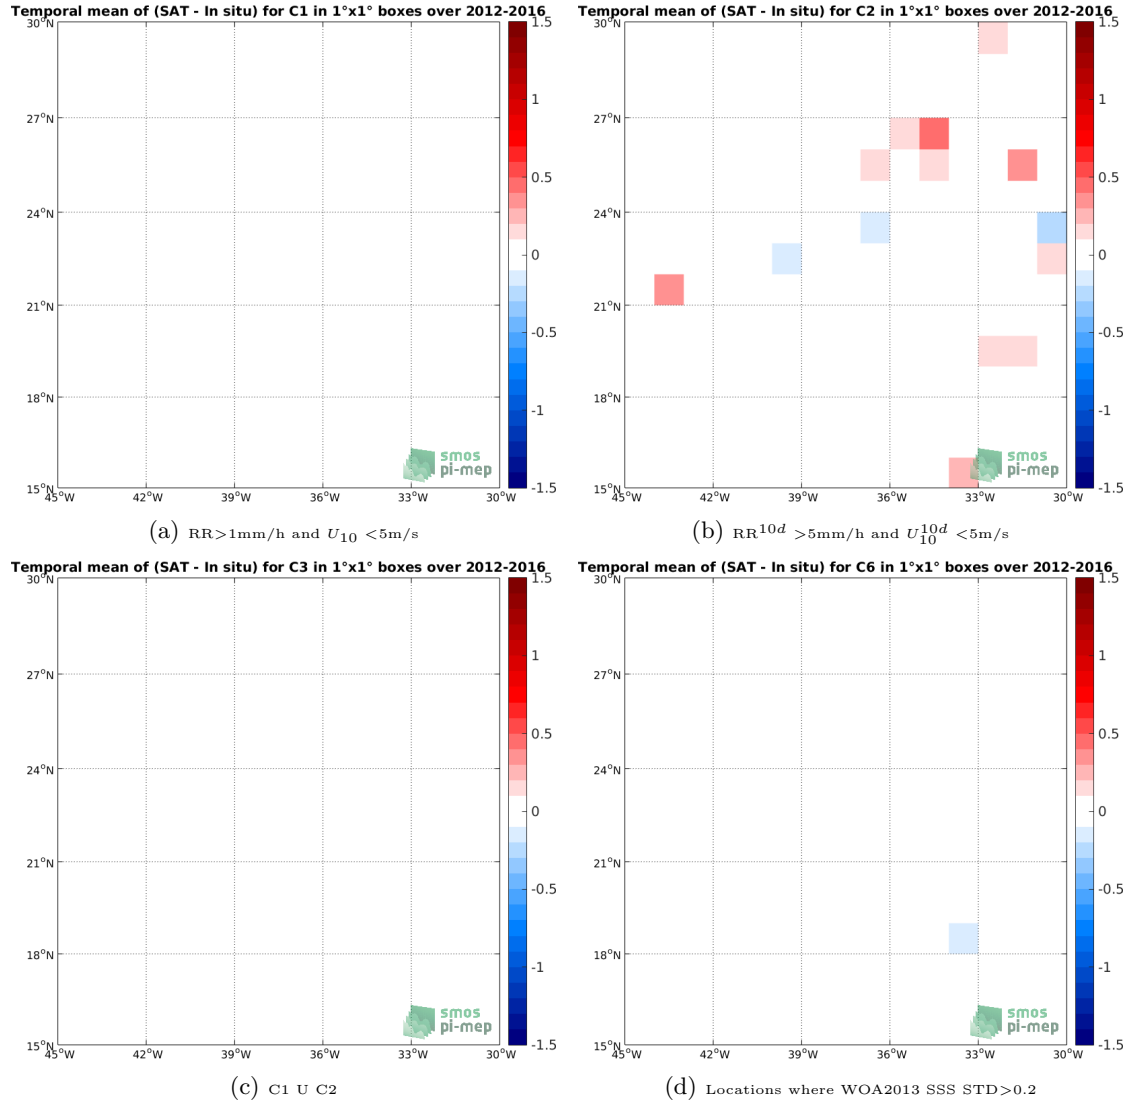 Temporal mean of (SAT - In situ) for C1 in 1°x1° boxes over 2012-2016
30°N
27°N
24°N
21°N
18°N
15°N
45°W 42°W 39°W 36°W 33°W 30°W
1.5
1
0.5
0
-0.5
-1
-1.5
smos
pi-mep
(a) RR>1mm/h and U10 <5m/s
Temporal mean of (SAT - In situ) for C2 in 1°x1° boxes over 2012-2016
30°N
27°N
24°N
21°N
18°N
15°N
45°W 42°W 39°W 36°W 33°W 30°W
1.5
1
0.5
0
-0.5
-1
-1.5
smos
pi-mep
(b) RR^10d >5mm/h and U10^10d <5m/s
Temporal mean of (SAT - In situ) for C3 in 1°x1° boxes over 2012-2016
30°N
27°N
24°N
21°N
18°N
15°N
45°W 42°W 39°W 36°W 33°W 30°W
1.5
1
0.5
0
-0.5
-1
-1.5
smos
pi-mep
(c) C1 U C2
Temporal mean of (SAT - In situ) for C6 in 1°x1° boxes over 2012-2016
30°N
27°N
24°N
21°N
18°N
15°N
45°W 42°W 39°W 36°W 33°W 30°W
1.5
1
0.5
0
-0.5
-1
-1.5
smos
pi-mep
(d) Locations where WOA2013 SSS STD>0.2